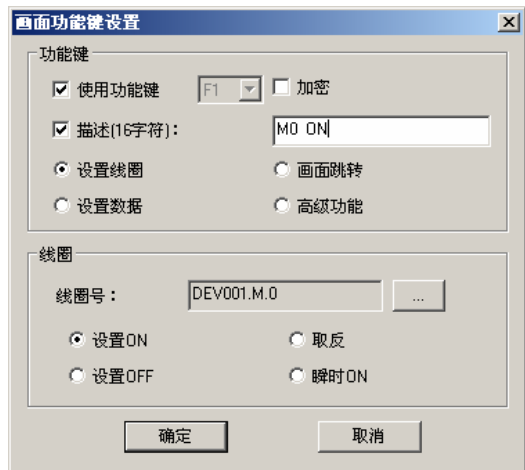 画面功能键设置
功能键
使用功能键 F1 加密
描述(16字符): M0 ON
设置线圈 画面跳转
设置数据 高级功能
线圈
线圈号: DEV001.M.0 ...
设置ON 取反
设置OFF 瞬时ON
确定 取消